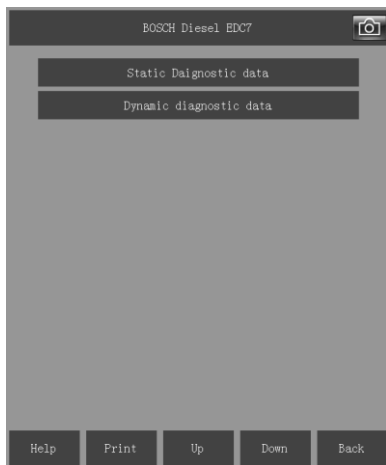 BOSCH Diesel EDC7
Static Daignostic data
Dynamic diagnostic data
Help Print Up Down Back